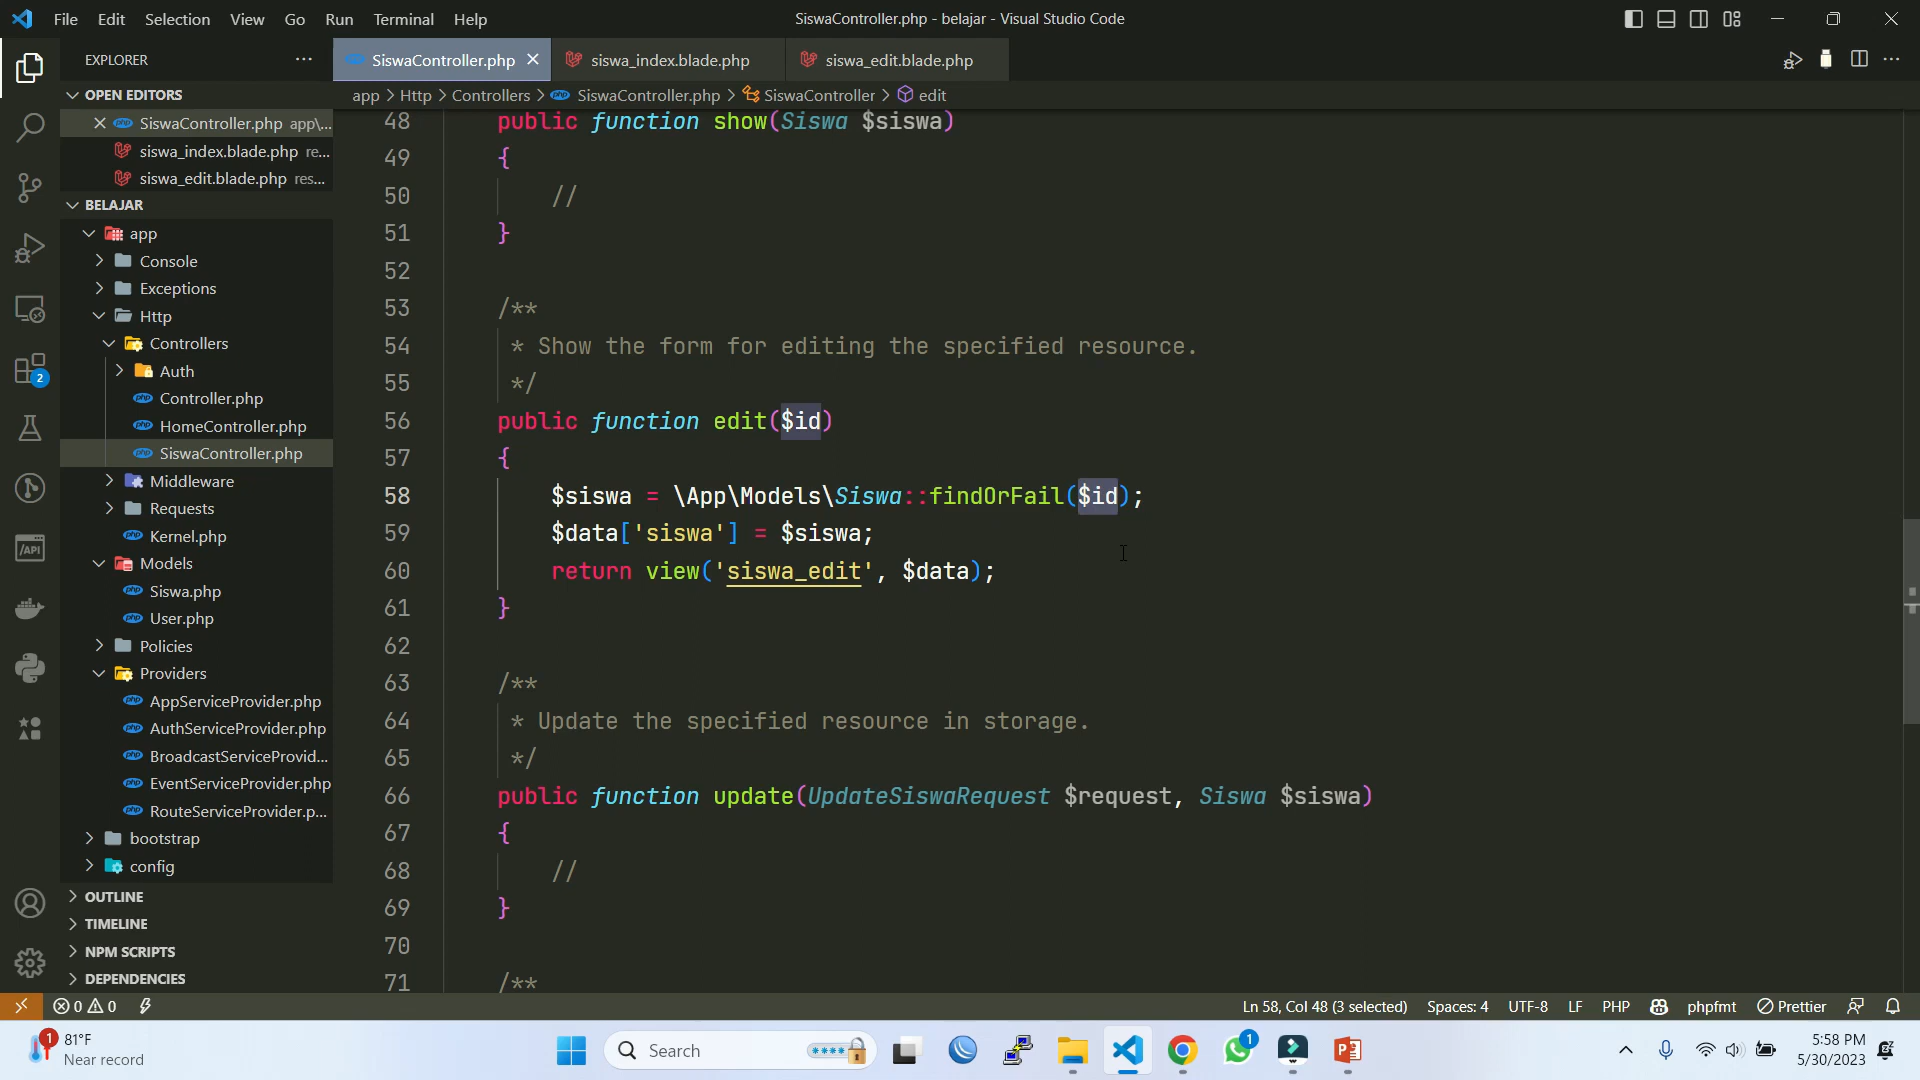 File Edit Selection View Go Run Terminal Help
SiswaController.php - belajar - Visual Studio Code
EXPLORER
SiswaController.php
siswa_index.blade.php
siswa_edit.blade.php
app > Http > Controllers > SiswaController.php > SiswaController > edit
OPEN EDITORS
SiswaController.php app\...
siswa_index.blade.php re...
siswa_edit.blade.php res...
BELAJAR
app
Console
Exceptions
Http
Controllers
Auth
Controller.php
HomeController.php
SiswaController.php
Middleware
Requests
Kernel.php
Models
Siswa.php
User.php
Policies
Providers
AppServiceProvider.php
AuthServiceProvider.php
BroadcastServiceProvid...
EventServiceProvider.php
RouteServiceProvider.p...
bootstrap
config
OUTLINE
TIMELINE
NPM SCRIPTS
DEPENDENCIES
48 public function show(Siswa $siswa)
49 {
50 //
51 }
52
53 /**
54 * Show the form for editing the specified resource.
55 */
56 public function edit($id)
57 {
58 $siswa = \App\Models\Siswa::findOrFail($id);
59 $data['siswa'] = $siswa;
60 return view('siswa_edit', $data);
61 }
62
63 /**
64 * Update the specified resource in storage.
65 */
66 public function update(UpdateSiswaRequest $request, Siswa $siswa)
67 {
68 //
69 }
70
71 /**
2
/API
0 0
Ln 58, Col 48 (3 selected) Spaces: 4 UTF-8 LF PHP phpfmt Prettier
1
81°F
Near record
Search
****
1
5:58 PM
5/30/2023